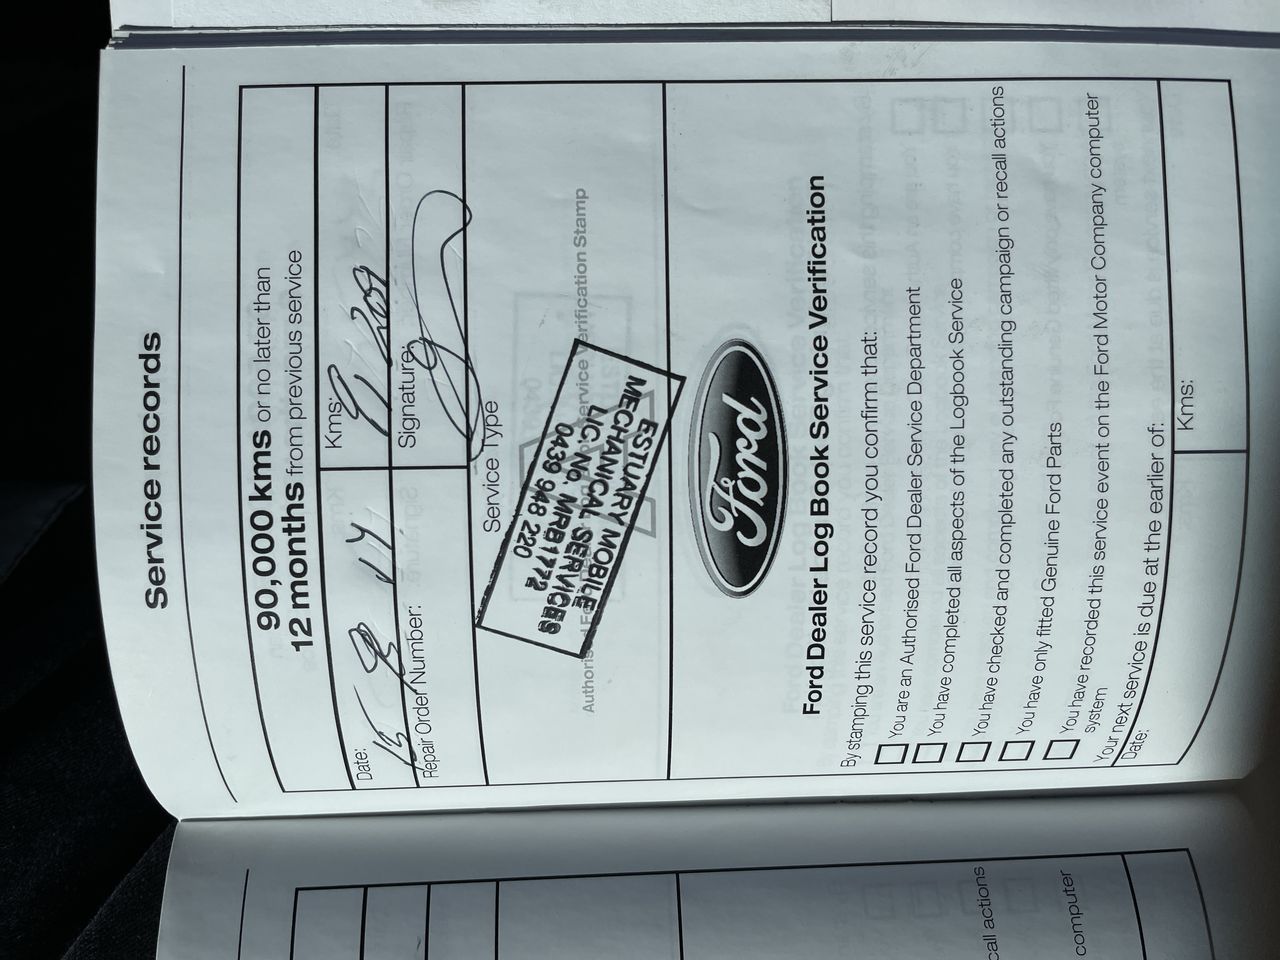 Service records
90,000 kms or no later than
12 months from previous service
Date: 15
Kms:
Repair Order Number:
Signature:
Service Type
ESTUARY MOBILE
MECHANICAL SERVICES
LIC. No. MRB1772
0439 948 220
Service Verification Stamp
Ford
Ford Dealer Log Book Service Verification
By stamping this service record you confirm that:
You are an Authorised Ford Dealer Service Department
You have completed all aspects of the Logbook Service
You have checked and completed any outstanding campaign or recall actions
You have only fitted Genuine Ford Parts
You have recorded this service event on the Ford Motor Company computer
system
Your next service is due at the earlier of:
Date:
Kms:
call actions
computer